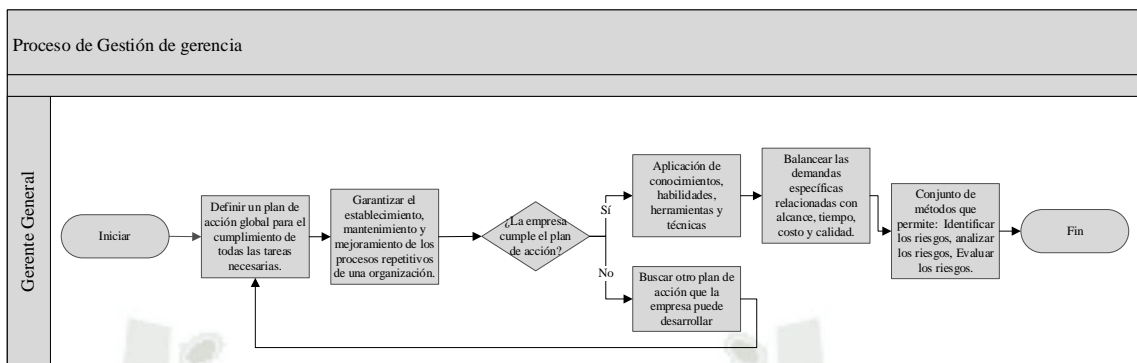 Proceso de Gestión de gerencia
Gerente General
Iniciar
Definir un plan de
acción global para el
cumplimiento de
todas las tareas
necesarias.
Garantizar el
establecimiento,
mantenimiento y
mejoramiento de los
procesos repetitivos
de una organización.
¿La empresa
cumple el plan
de acción?
Sí
Aplicación de
conocimientos,
habilidades,
herramientas y
técnicas
Balancear las
demandas
específicas
relacionadas con
alcance, tiempo,
costo y calidad.
Conjunto de
métodos que
permite: Identificar
los riesgos, analizar
los riesgos, Evaluar
los riesgos.
Fin
No
Buscar otro plan de
acción que la
empresa puede
desarrollar